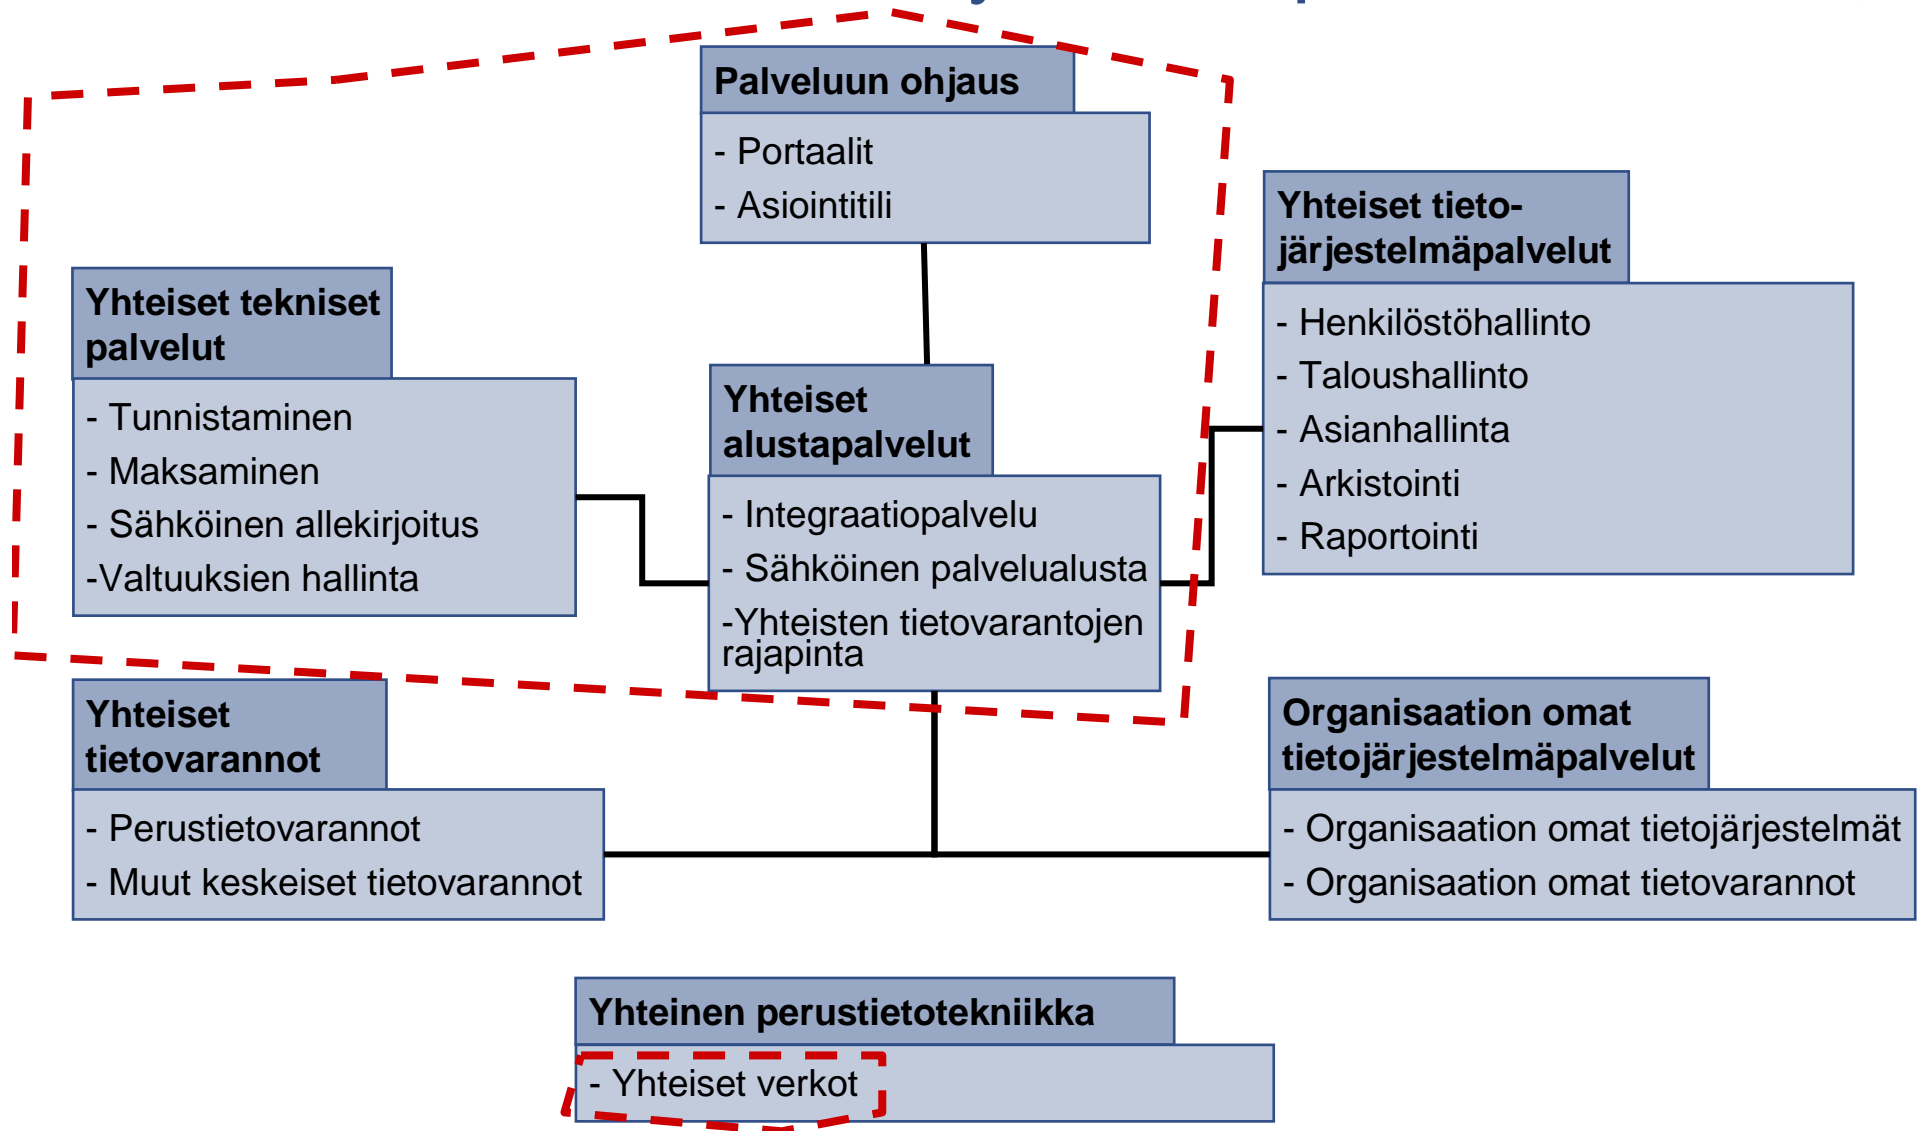 Palveluun ohjaus
- Portaalit
- Asiointitili
Yhteiset tieto-
järjestelmäpalvelut
- Henkilöstöhallinto
- Taloushallinto
- Asianhallinta
- Arkistointi
- Raportointi
Yhteiset tekniset
palvelut
- Tunnistaminen
- Maksaminen
- Sähköinen allekirjoitus
-Valtuuksien hallinta
Yhteiset
alustapalvelut
- Integraatiopalvelu
- Sähköinen palvelualusta
-Yhteisten tietovarantojen
rajapinta
Yhteiset
tietovarannot
- Perustietovarannot
- Muut keskeiset tietovarannot
Organisaation omat
tietojärjestelmäpalvelut
- Organisaation omat tietojärjestelmät
- Organisaation omat tietovarannot
Yhteinen perustietotekniikka
- Yhteiset verkot